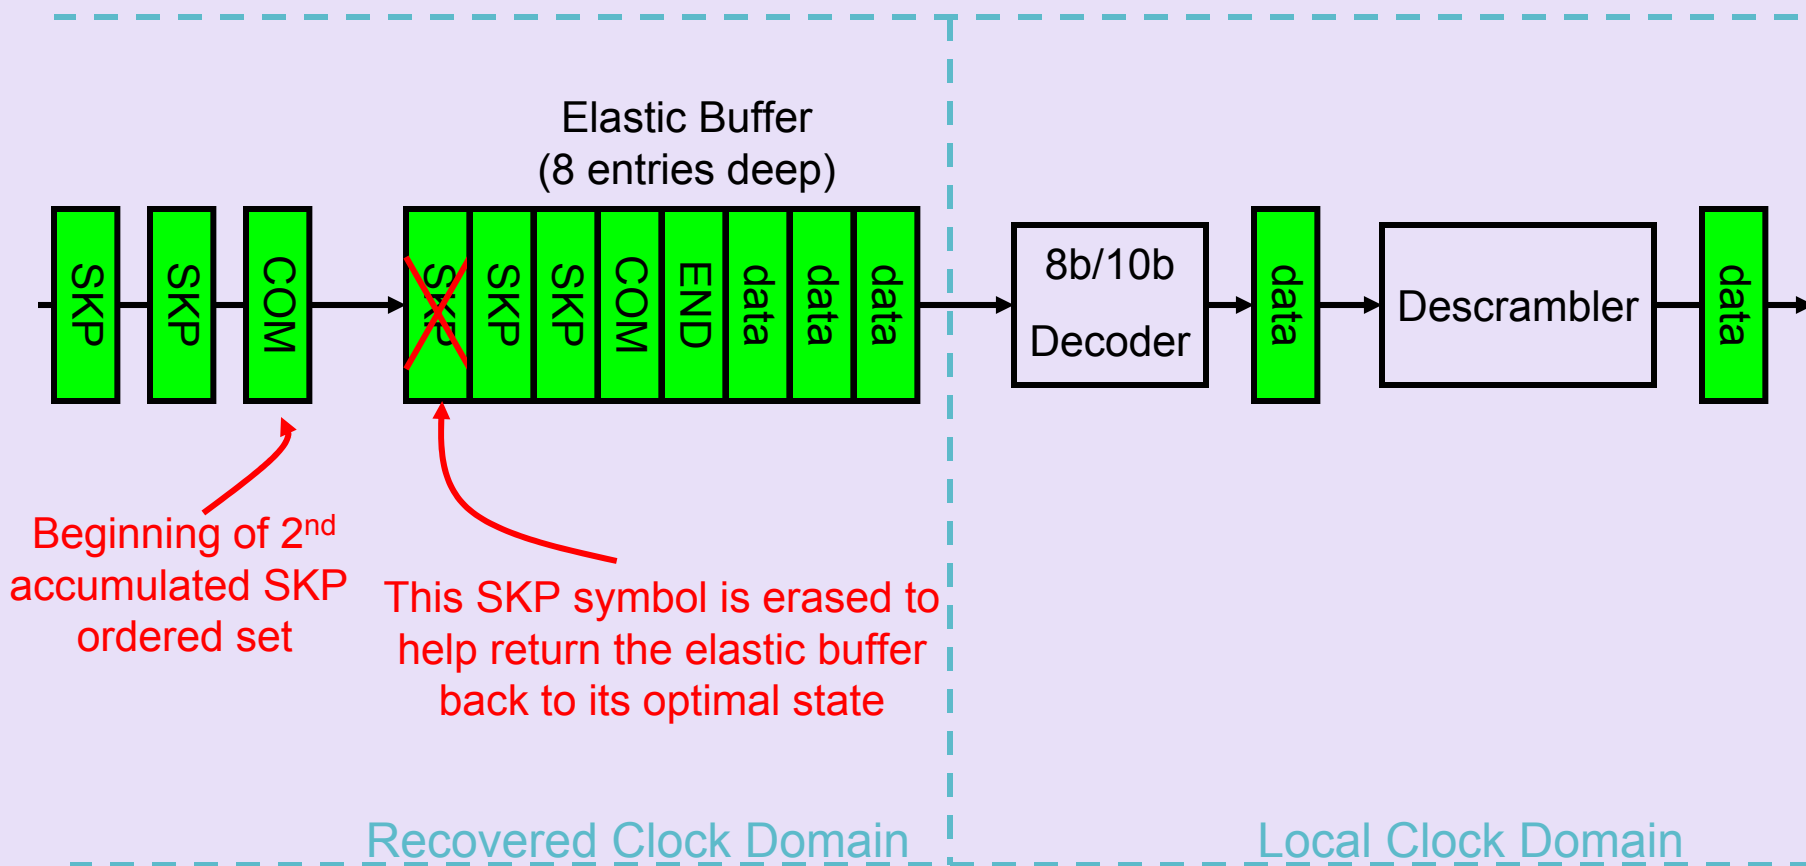 Elastic Buffer
(8 entries deep)
SKP
SKP
COM
SKP
SKP
SKP
COM
END
data
data
data
8b/10b
Decoder
data
Descrambler
data
Beginning of 2nd
accumulated SKP
ordered set
This SKP symbol is erased to
help return the elastic buffer
back to its optimal state
Recovered Clock Domain
Local Clock Domain